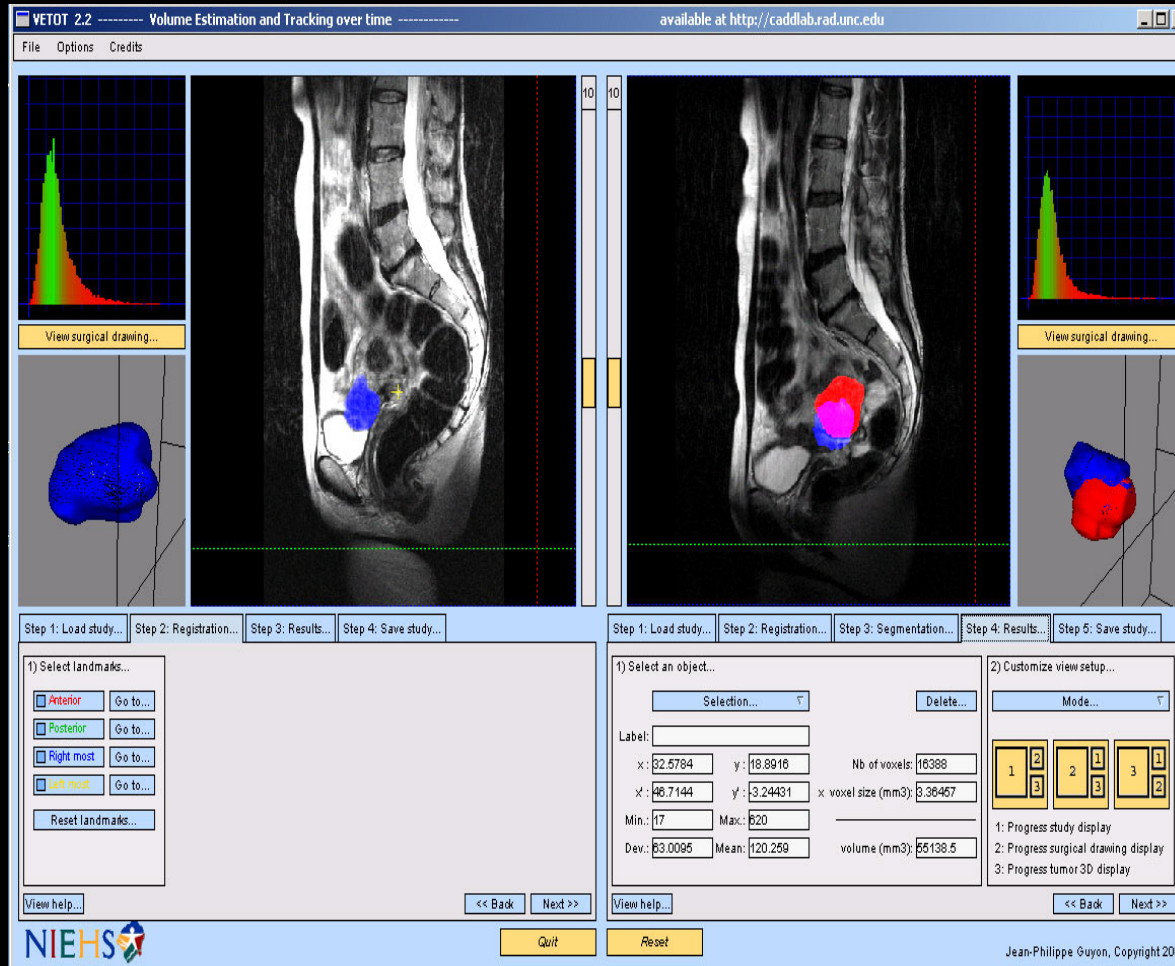 VETOT 2.2 --------- Volume Estimation and Tracking over time ------------ available at http://caddlab.rad.unc.edu
File Options Credits
10 10
View surgical drawing... View surgical drawing...
Step 1: Load study... Step 2: Registration... Step 3: Results... Step 4: Save study...
1) Select landmarks...
Anterior Go to...
Posterior Go to...
Right most Go to...
Left most Go to...
Reset landmarks...
View help... << Back Next >>
Step 1: Load study... Step 2: Registration... Step 3: Segmentation... Step 4: Results... Step 5: Save study...
1) Select an object...
Selection... Delete...
Label:
x: 32.5784 y: 18.8916 Nb of voxels: 16388
x': 46.7144 y': -3.24431 x voxel size (mm3): 3.36457
Min.: 17 Max.: 620
Dev.: 63.0095 Mean: 120.259 volume (mm3): 55138.5
2) Customize view setup...
Mode...
1 2 3 2 1 3 3 1 2
1: Progress study display
2: Progress surgical drawing display
3: Progress tumor 3D display
View help... << Back Next >>
NIEHS Quit Reset
Jean-Philippe Guyon, Copyright 20